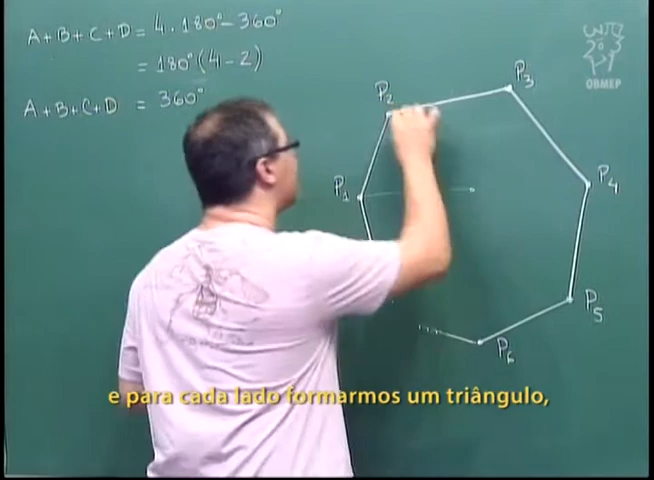 A+B+C+D = 4.180°-360°
= 180°(4-2)
A+B+C+D = 360°
P1
P2
P3
P4
P5
P6
OBMEP
e para cada lado formarmos um triângulo,